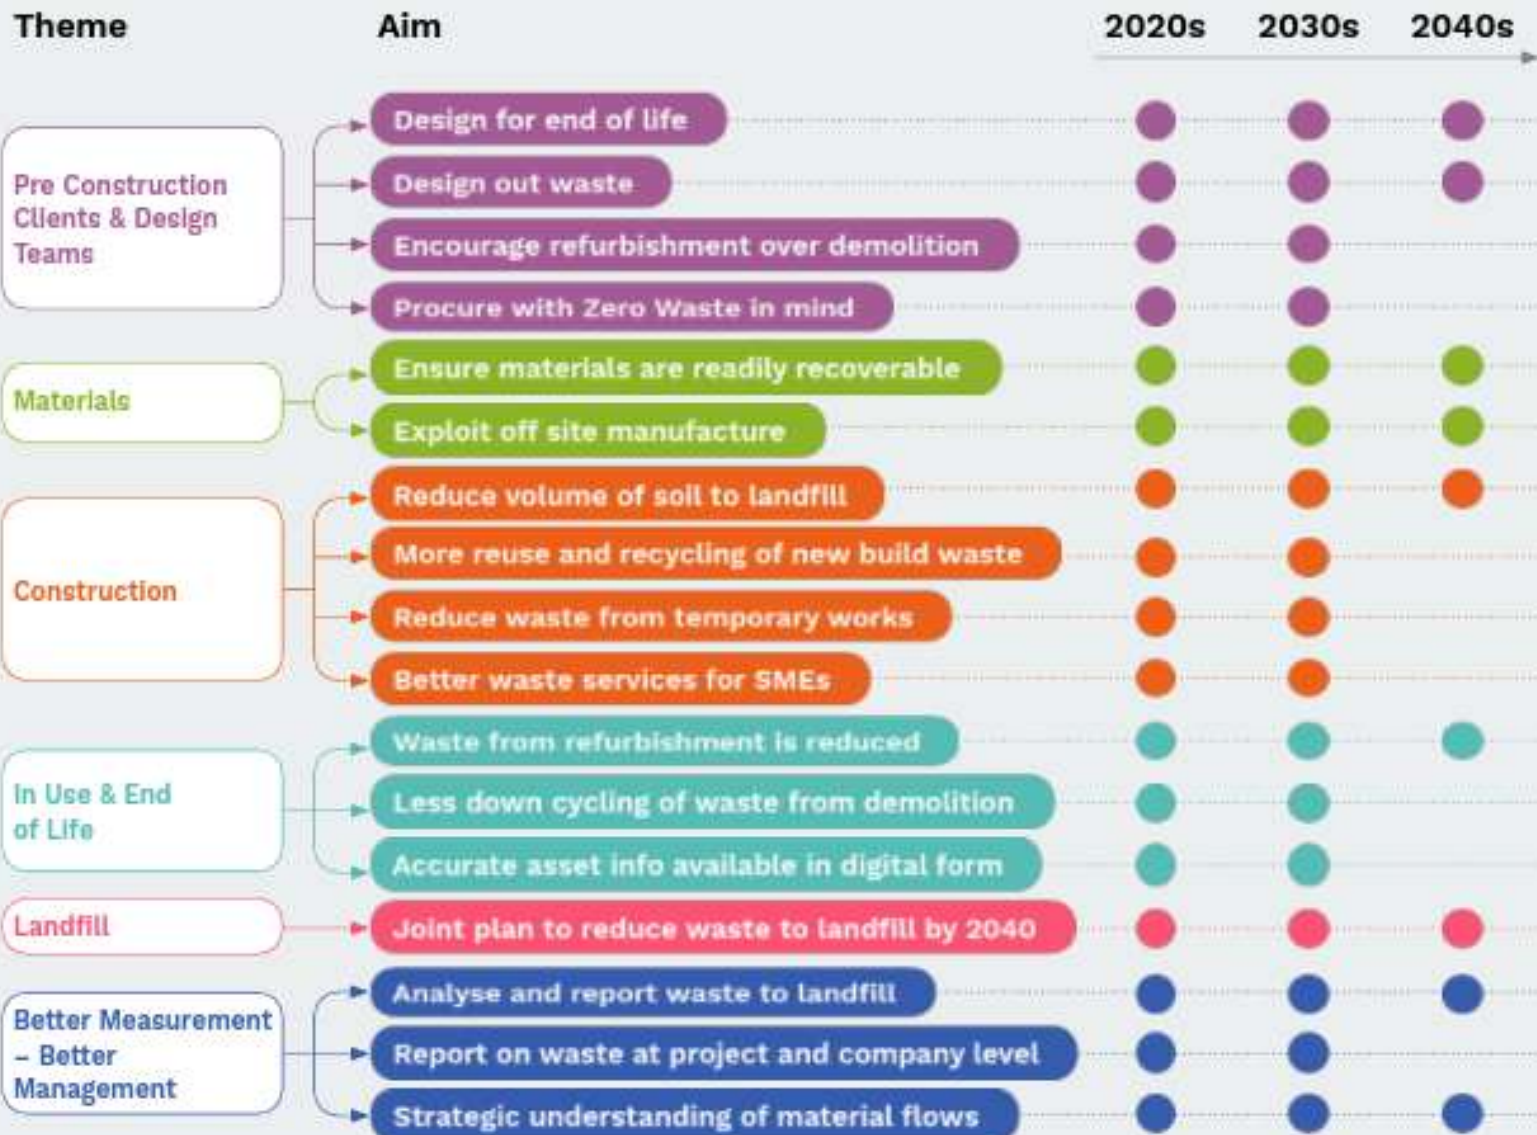 Theme Aim 2020s 2030s 2040s
Pre Construction
Clients & Design
Teams
Design for end of life
Design out waste
Encourage refurbishment over demolition
Procure with Zero Waste in mind
Materials
Ensure materials are readily recoverable
Exploit off site manufacture
Construction
Reduce volume of soil to landfill
More reuse and recycling of new build waste
Reduce waste from temporary works
Better waste services for SMEs
In Use & End
of Life
Waste from refurbishment is reduced
Less down cycling of waste from demolition
Accurate asset info available in digital form
Landfill
Joint plan to reduce waste to landfill by 2040
Better Measurement
– Better
Management
Analyse and report waste to landfill
Report on waste at project and company level
Strategic understanding of material flows